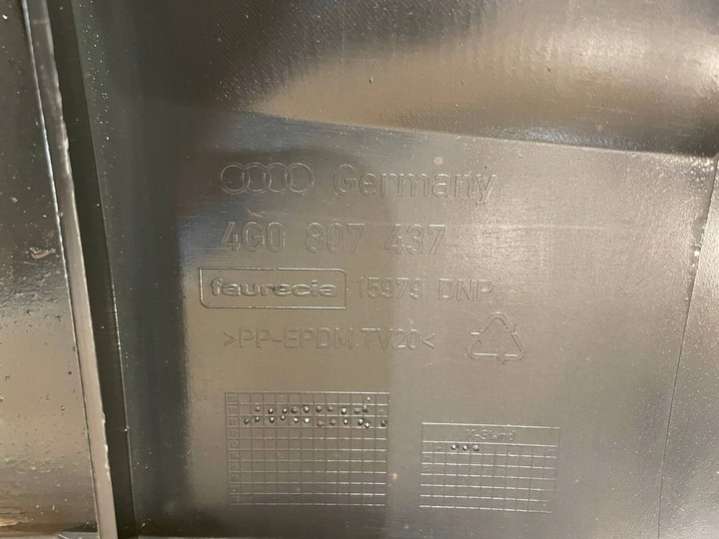 Germany
4G0 807 437
faurecia 15979 DNP
>PP-EPDM TV20<